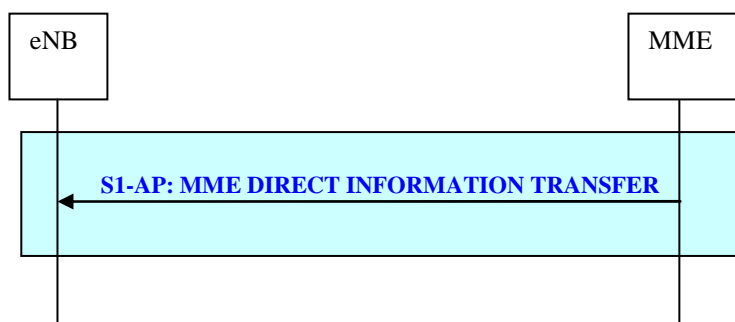 eNB
MME
S1-AP: MME DIRECT INFORMATION TRANSFER